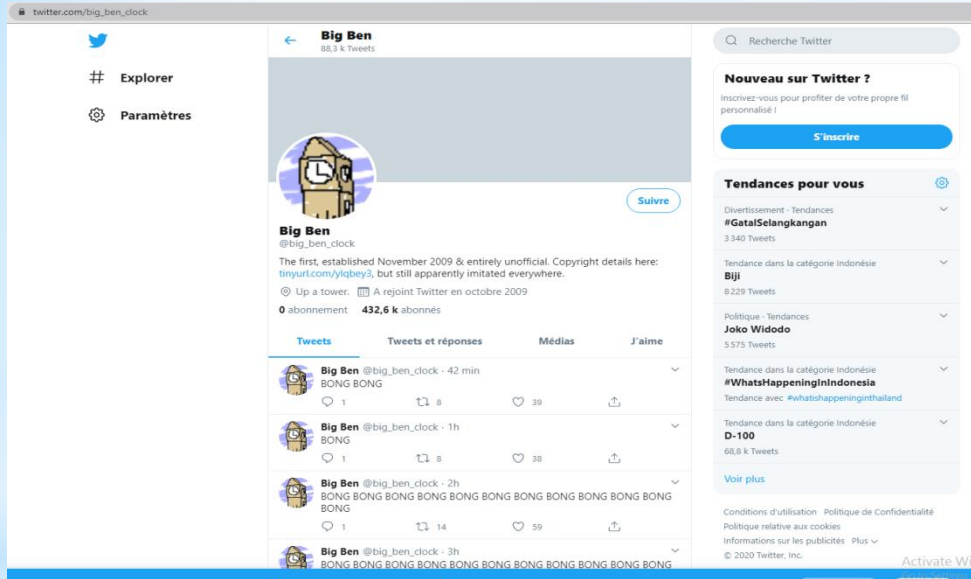 twitter.com/big_ben_clock
Explorer
Paramètres
Big Ben
88,3 k Tweets
Suivre
Big Ben
@big_ben_clock
The first, established November 2009 & entirely unofficial. Copyright details here:
tinyurl.com/ylqbey3, but still apparently imitated everywhere.
Up a tower. A rejoint Twitter en octobre 2009
0 abonnement 432,6 k abonnés
Tweets Tweets et réponses Médias J'aime
Big Ben @big_ben_clock · 42 min
BONG BONG
1 8 39
Big Ben @big_ben_clock · 1h
BONG
1 8 38
Big Ben @big_ben_clock · 2h
BONG BONG BONG BONG BONG BONG BONG BONG BONG BONG BONG
BONG
1 14 59
Big Ben @big_ben_clock · 3h
BONG BONG BONG BONG BONG BONG BONG BONG BONG BONG BONG
Recherche Twitter
Nouveau sur Twitter ?
Inscrivez-vous pour profiter de votre propre fil
personnalisé !
S'inscrire
Tendances pour vous
Divertissement · Tendances
#GatalSelangkangan
3 340 Tweets
Tendance dans la catégorie Indonésie
Biji
8 229 Tweets
Politique · Tendances
Joko Widodo
5 575 Tweets
Tendance dans la catégorie Indonésie
#WhatsHappeningInIndonesia
Tendance avec #whatishappeninginthailand
Tendance dans la catégorie Indonésie
D-100
68,8 k Tweets
Voir plus
Conditions d'utilisation Politique de Confidentialité
Politique relative aux cookies
Informations sur les publicités Plus
© 2020 Twitter, Inc.
Activate Wi